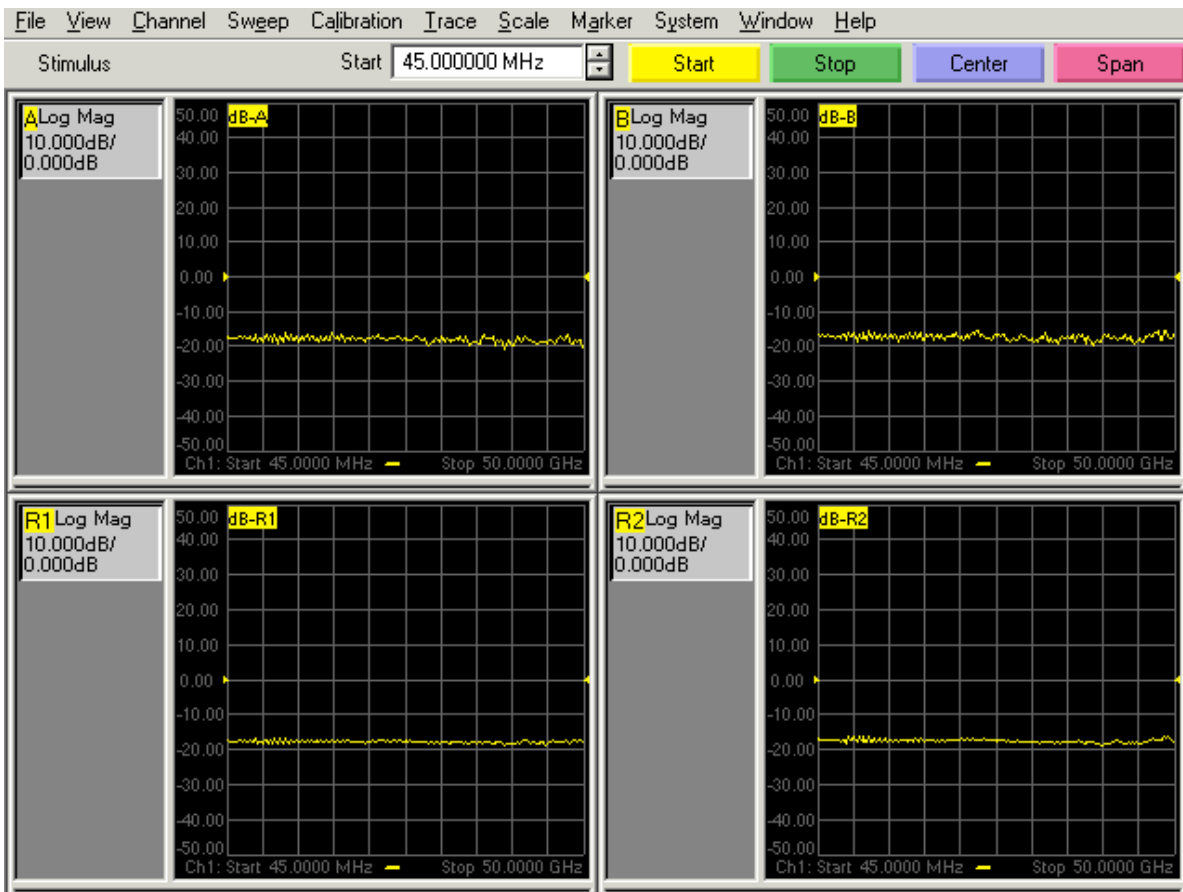 File View Channel Sweep Calibration Trace Scale Marker System Window Help
Stimulus Start 45.000000 MHz Start Stop Center Span
A Log Mag
10.000dB/
0.000dB
50.00 dB-A
40.00
30.00
20.00
10.00
0.00
-10.00
-20.00
-30.00
-40.00
-50.00
Ch1: Start 45.0000 MHz Stop 50.0000 GHz
B Log Mag
10.000dB/
0.000dB
50.00 dB-B
40.00
30.00
20.00
10.00
0.00
-10.00
-20.00
-30.00
-40.00
-50.00
Ch1: Start 45.0000 MHz Stop 50.0000 GHz
R1 Log Mag
10.000dB/
0.000dB
50.00 dB-R1
40.00
30.00
20.00
10.00
0.00
-10.00
-20.00
-30.00
-40.00
-50.00
Ch1: Start 45.0000 MHz Stop 50.0000 GHz
R2 Log Mag
10.000dB/
0.000dB
50.00 dB-R2
40.00
30.00
20.00
10.00
0.00
-10.00
-20.00
-30.00
-40.00
-50.00
Ch1: Start 45.0000 MHz Stop 50.0000 GHz